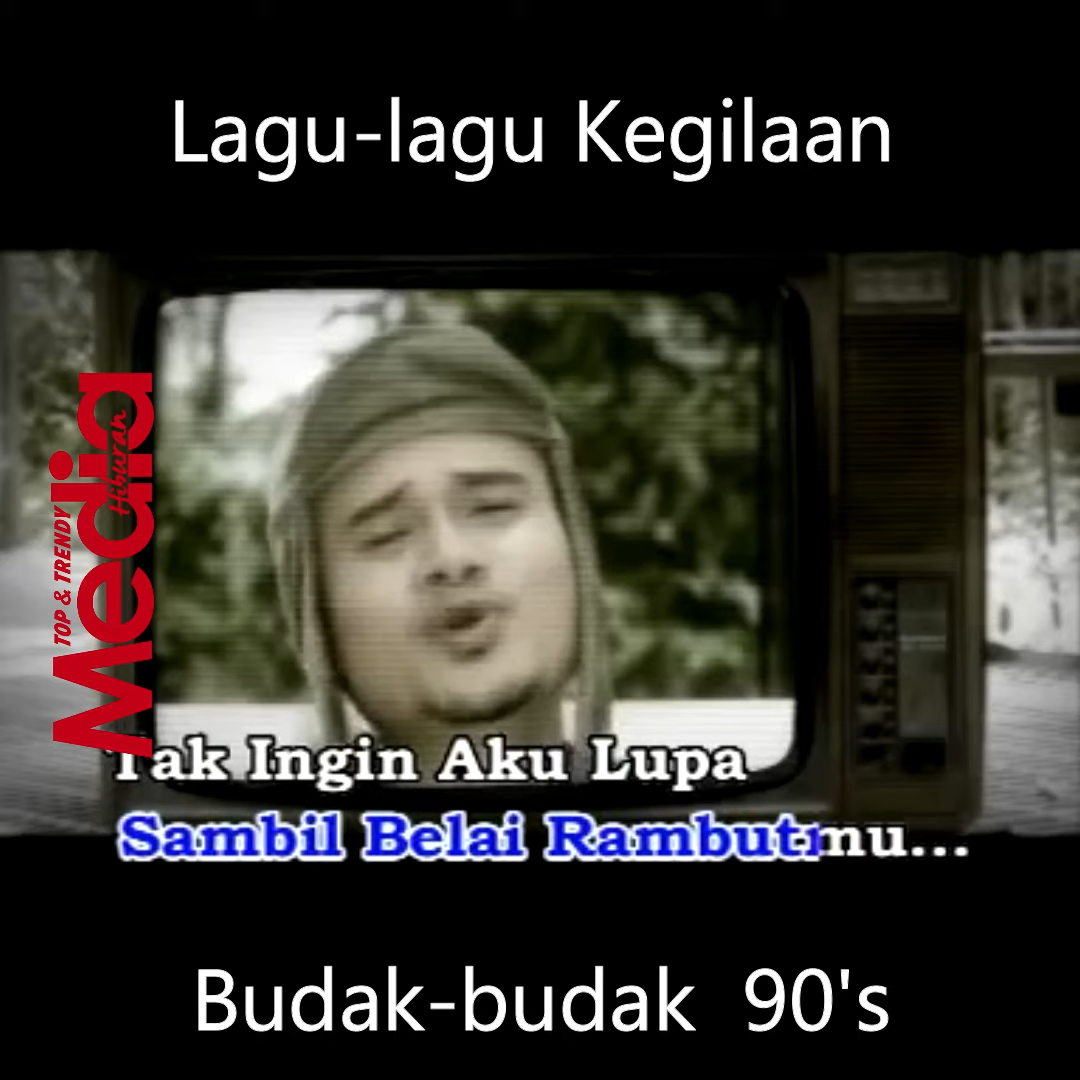 Lagu-lagu Kegilaan
Media
Hiburan
TOP & TRENDY
Tak Ingin Aku Lupa
Sambil Belai Rambutmu...
Budak-budak 90's